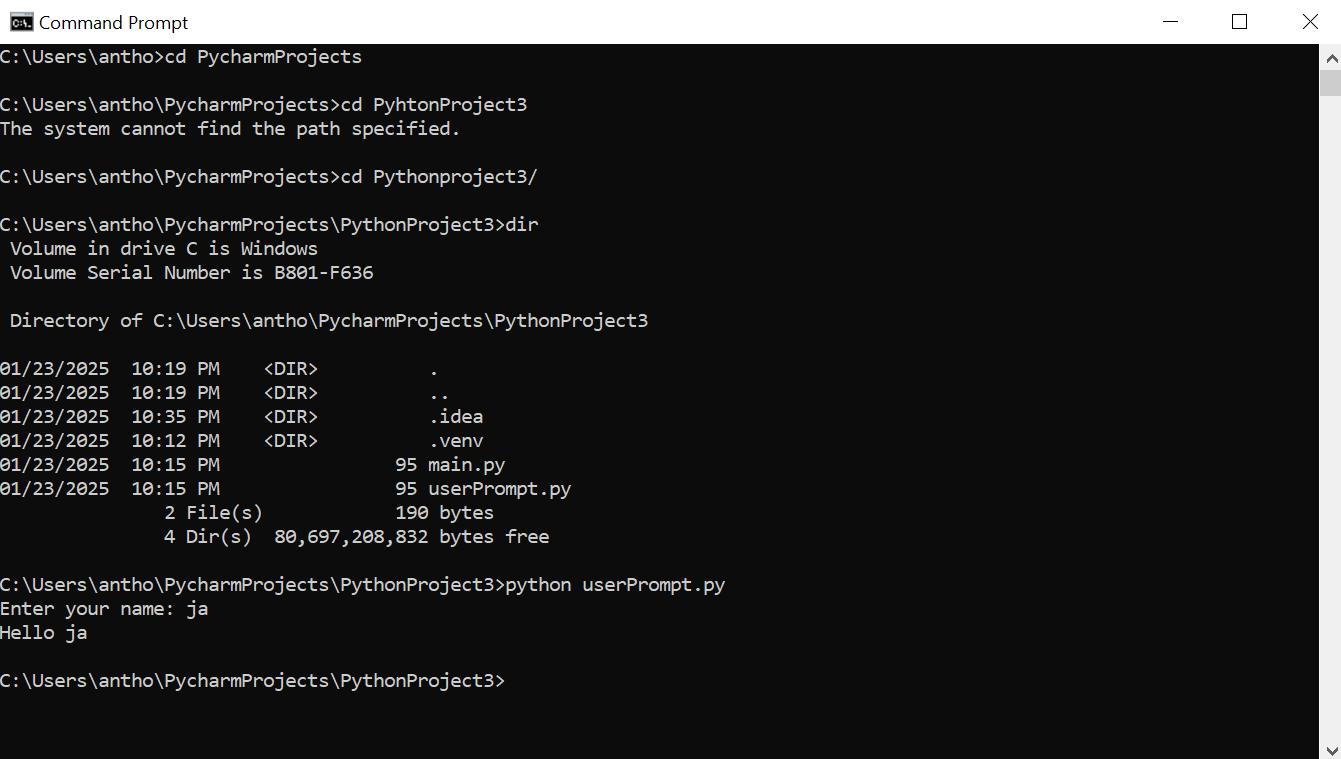 Command Prompt
C:\Users\antho>cd PycharmProjects
C:\Users\antho\PycharmProjects>cd PyhtonProject3
The system cannot find the path specified.
C:\Users\antho\PycharmProjects>cd Pythonproject3/
C:\Users\antho\PycharmProjects\PythonProject3>dir
 Volume in drive C is Windows
 Volume Serial Number is B801-F636
 Directory of C:\Users\antho\PycharmProjects\PythonProject3
01/23/2025  10:19 PM    <DIR>          .
01/23/2025  10:19 PM    <DIR>          ..
01/23/2025  10:35 PM    <DIR>          .idea
01/23/2025  10:12 PM    <DIR>          .venv
01/23/2025  10:15 PM                95 main.py
01/23/2025  10:15 PM                95 userPrompt.py
               2 File(s)            190 bytes
               4 Dir(s)  80,697,208,832 bytes free
C:\Users\antho\PycharmProjects\PythonProject3>python userPrompt.py
Enter your name: ja
Hello ja
C:\Users\antho\PycharmProjects\PythonProject3>